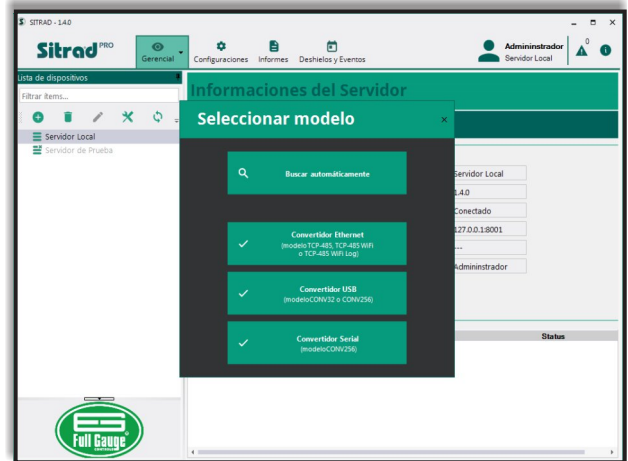 SITRAD - 1.4.0
Sitrad PRO
Gerencial
Configuraciones
Informes
Deshielos y Eventos
Admininstrador
Servidor Local
0
Lista de dispositivos
Filtrar ítems...
Servidor Local
Servidor de Prueba
Informaciones del Servidor
Seleccionar modelo
Buscar automáticamente
Convertidor Ethernet
(modelo TCP-485, TCP-485 WiFi
o TCP-485 WiFi Log)
Convertidor USB
(modeloCONV32 o CONV256)
Convertidor Serial
(modeloCONV256)
Servidor Local
1.4.0
Conectado
127.0.0.1:8001
---
Admininstrador
Status
Full Gauge
CONTROLS